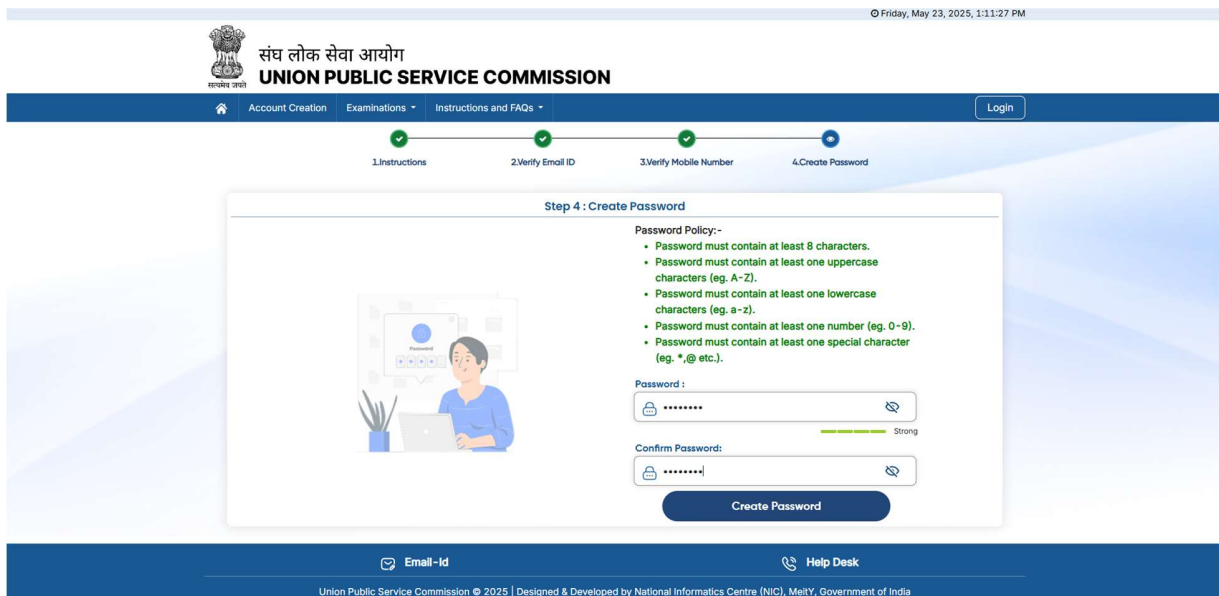 Friday, May 23, 2025, 1:11:27 PM
संघ लोक सेवा आयोग
सत्यमेव जयते
UNION PUBLIC SERVICE COMMISSION
Account Creation Examinations Instructions and FAQs Login
1.Instructions 2.Verify Email ID 3.Verify Mobile Number 4.Create Password
Step 4 : Create Password
Password Policy:-
• Password must contain at least 8 characters.
• Password must contain at least one uppercase
characters (eg. A-Z).
• Password must contain at least one lowercase
characters (eg. a-z).
• Password must contain at least one number (eg. 0-9).
• Password must contain at least one special character
(eg. *,@ etc.).
Password
Password :
••••••••
Strong
Confirm Password:
••••••••
Create Password
Email-Id Help Desk
Union Public Service Commission © 2025 | Designed & Developed by National Informatics Centre (NIC), MeitY, Government of India